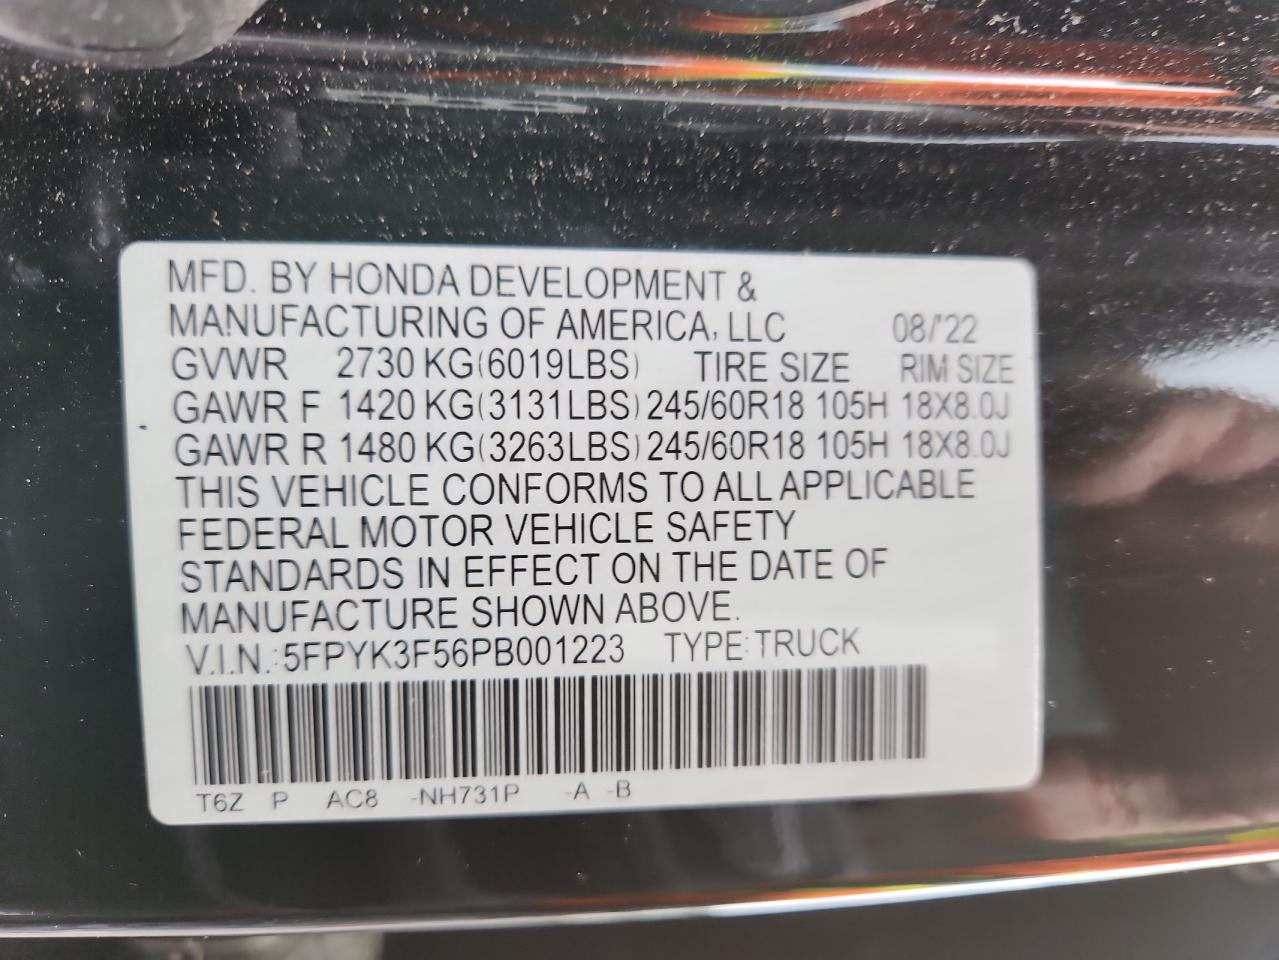 MFD. BY HONDA DEVELOPMENT &
MANUFACTURING OF AMERICA, LLC 08/'22
GVWR 2730 KG(6019LBS) TIRE SIZE RIM SIZE
GAWR F 1420 KG(3131LBS) 245/60R18 105H 18X8.0J
GAWR R 1480 KG(3263LBS) 245/60R18 105H 18X8.0J
THIS VEHICLE CONFORMS TO ALL APPLICABLE
FEDERAL MOTOR VEHICLE SAFETY
STANDARDS IN EFFECT ON THE DATE OF
MANUFACTURE SHOWN ABOVE.
V.I.N.: 5FPYK3F56PB001223 TYPE: TRUCK
T6Z P AC8 -NH731P -A -B